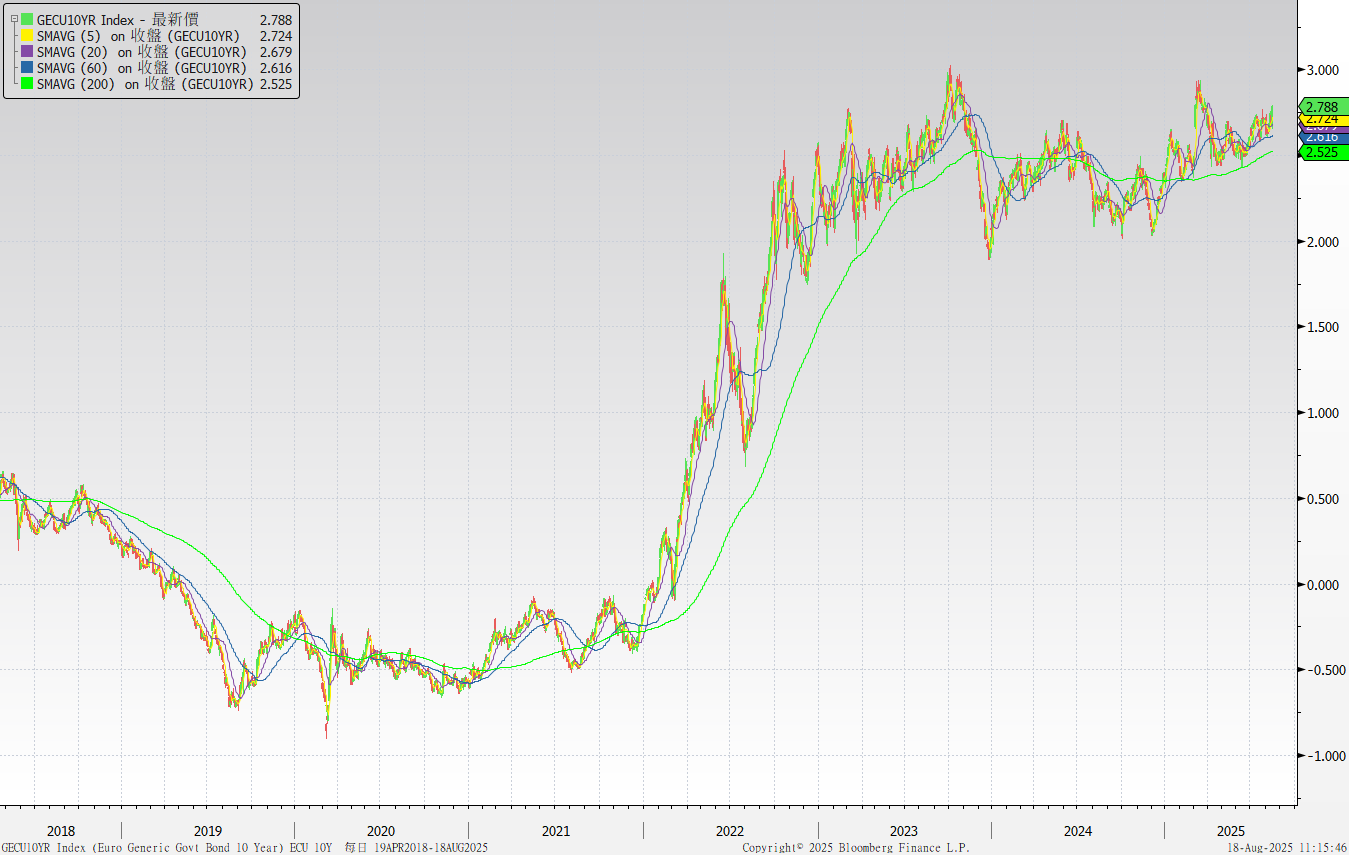 GECU10YR Index - 最新價 2.788
SMAVG (5) on 收盤 (GECU10YR) 2.724
SMAVG (20) on 收盤 (GECU10YR) 2.679
SMAVG (60) on 收盤 (GECU10YR) 2.616
SMAVG (200) on 收盤 (GECU10YR) 2.525
3.000
2.788
2.724
2.679
2.616
2.525
2.000
1.500
1.000
0.500
0.000
-0.500
-1.000
2018 2019 2020 2021 2022 2023 2024 2025
GECU10YR Index (Euro Generic Govt Bond 10 Year) ECU 10Y 每日 19APR2018-18AUG2025 Copyright© 2025 Bloomberg Finance L.P. 18-Aug-2025 11:15:46